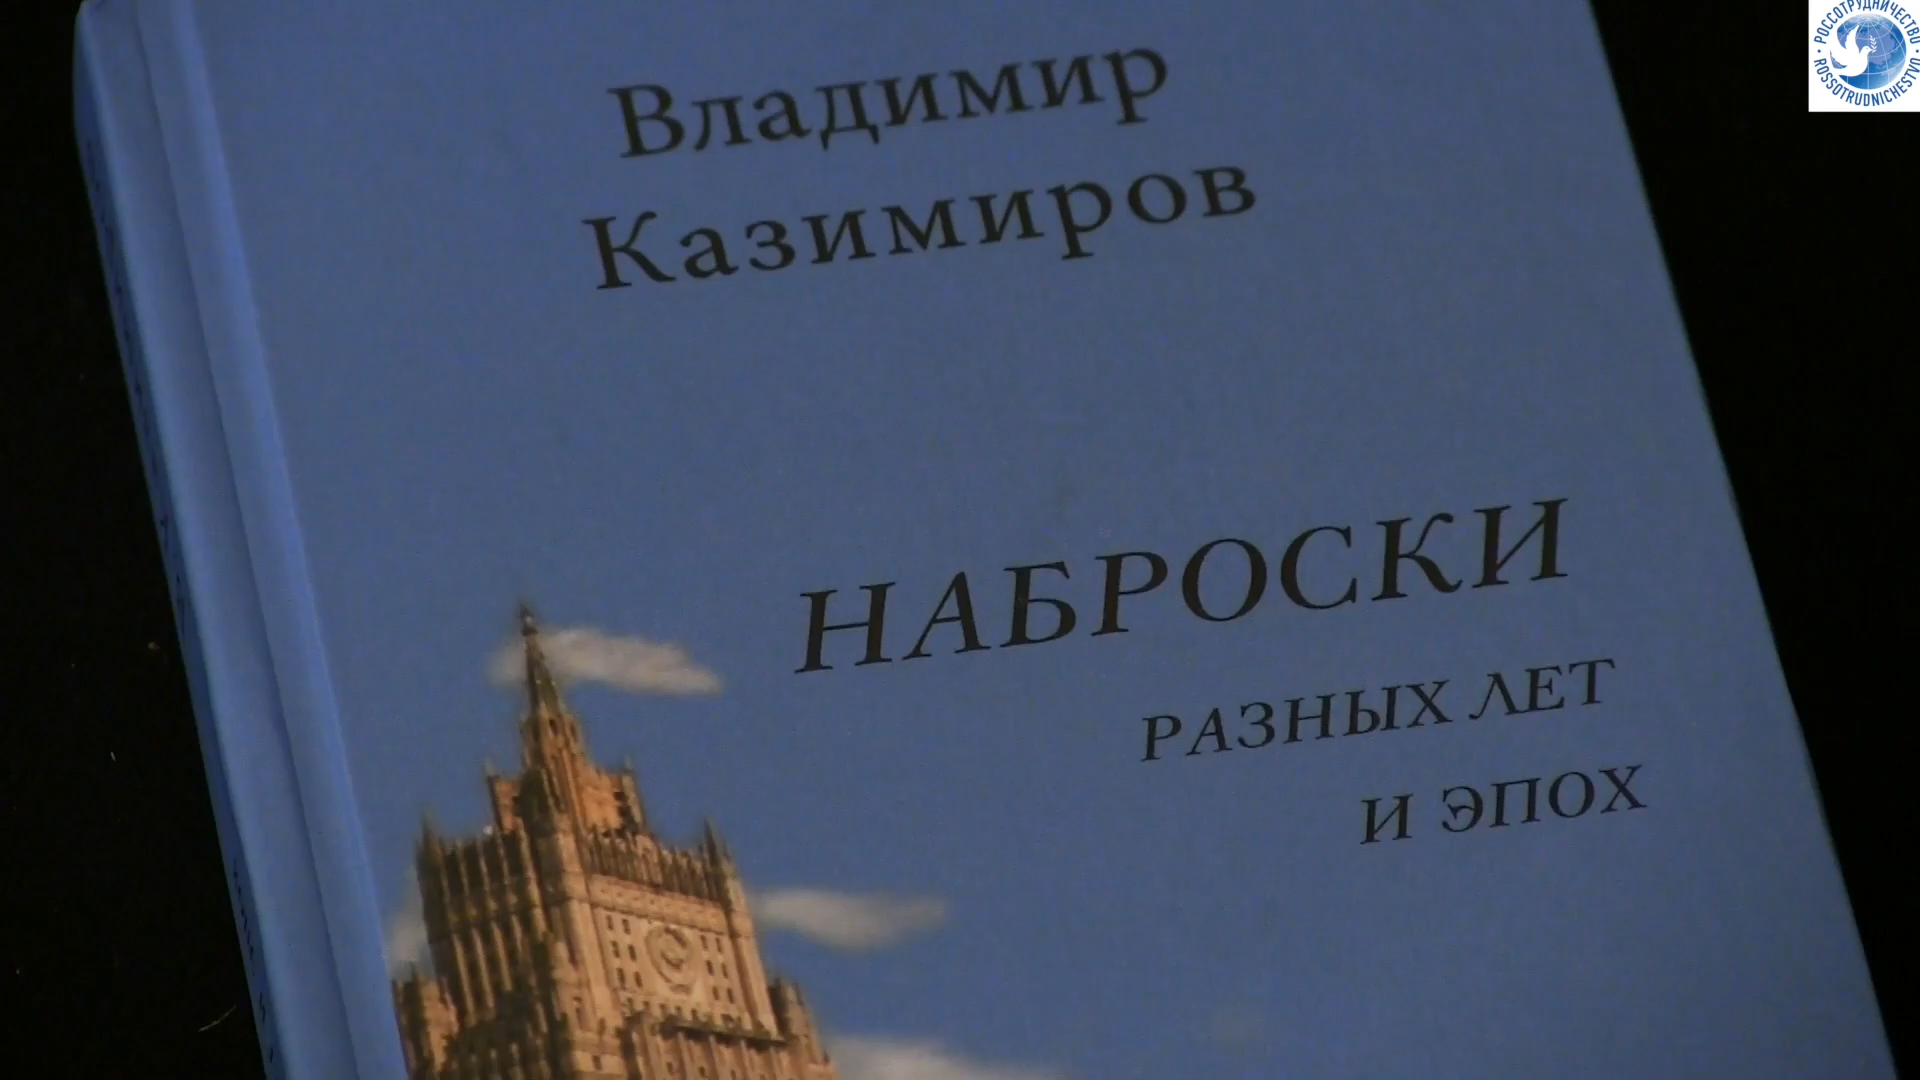 Владимир
Казимиров
НАБРОСКИ
РАЗНЫХ ЛЕТ
И ЭПОХ
РОССОТРУДНИЧЕСТВО
ROSSOTRUDNICHESTVO